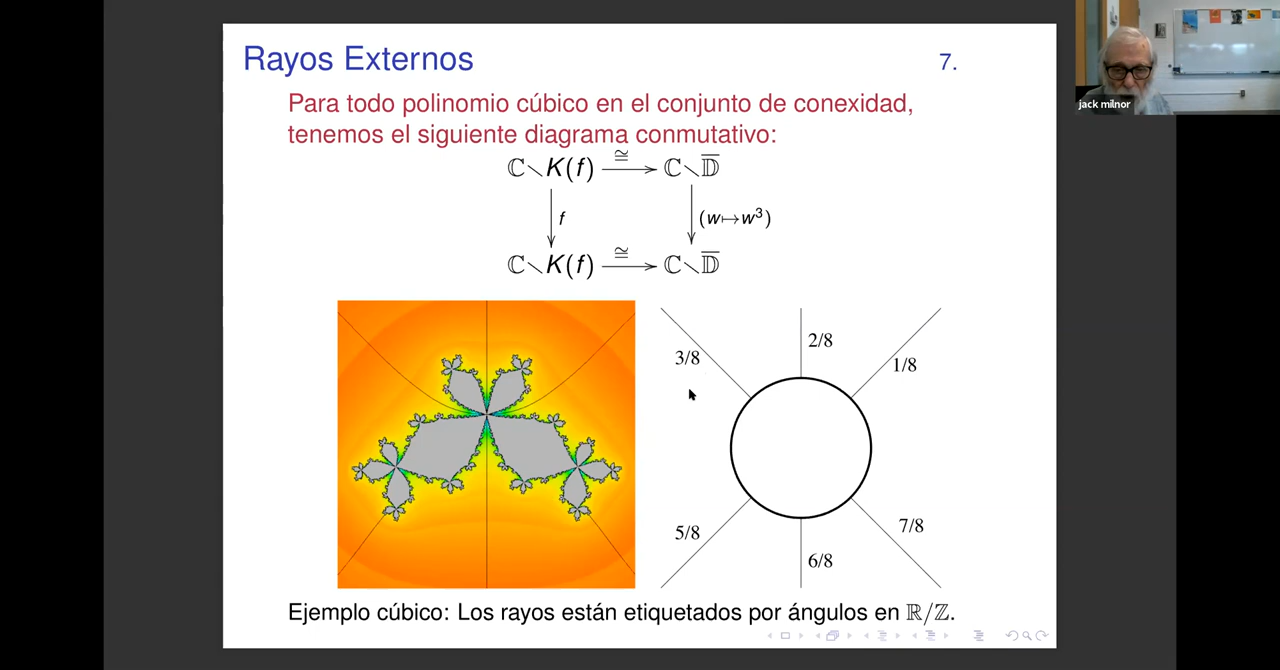 Rayos Externos 7.
Para todo polinomio cúbico en el conjunto de conexidad,
tenemos el siguiente diagrama conmutativo:
ℂ∖K(f) ≅⟶ ℂ∖𝔻̅
f (w↦w³)
ℂ∖K(f) ≅⟶ ℂ∖𝔻̅
2/8
3/8
1/8
5/8
7/8
6/8
Ejemplo cúbico: Los rayos están etiquetados por ángulos en ℝ/ℤ.
jack milnor